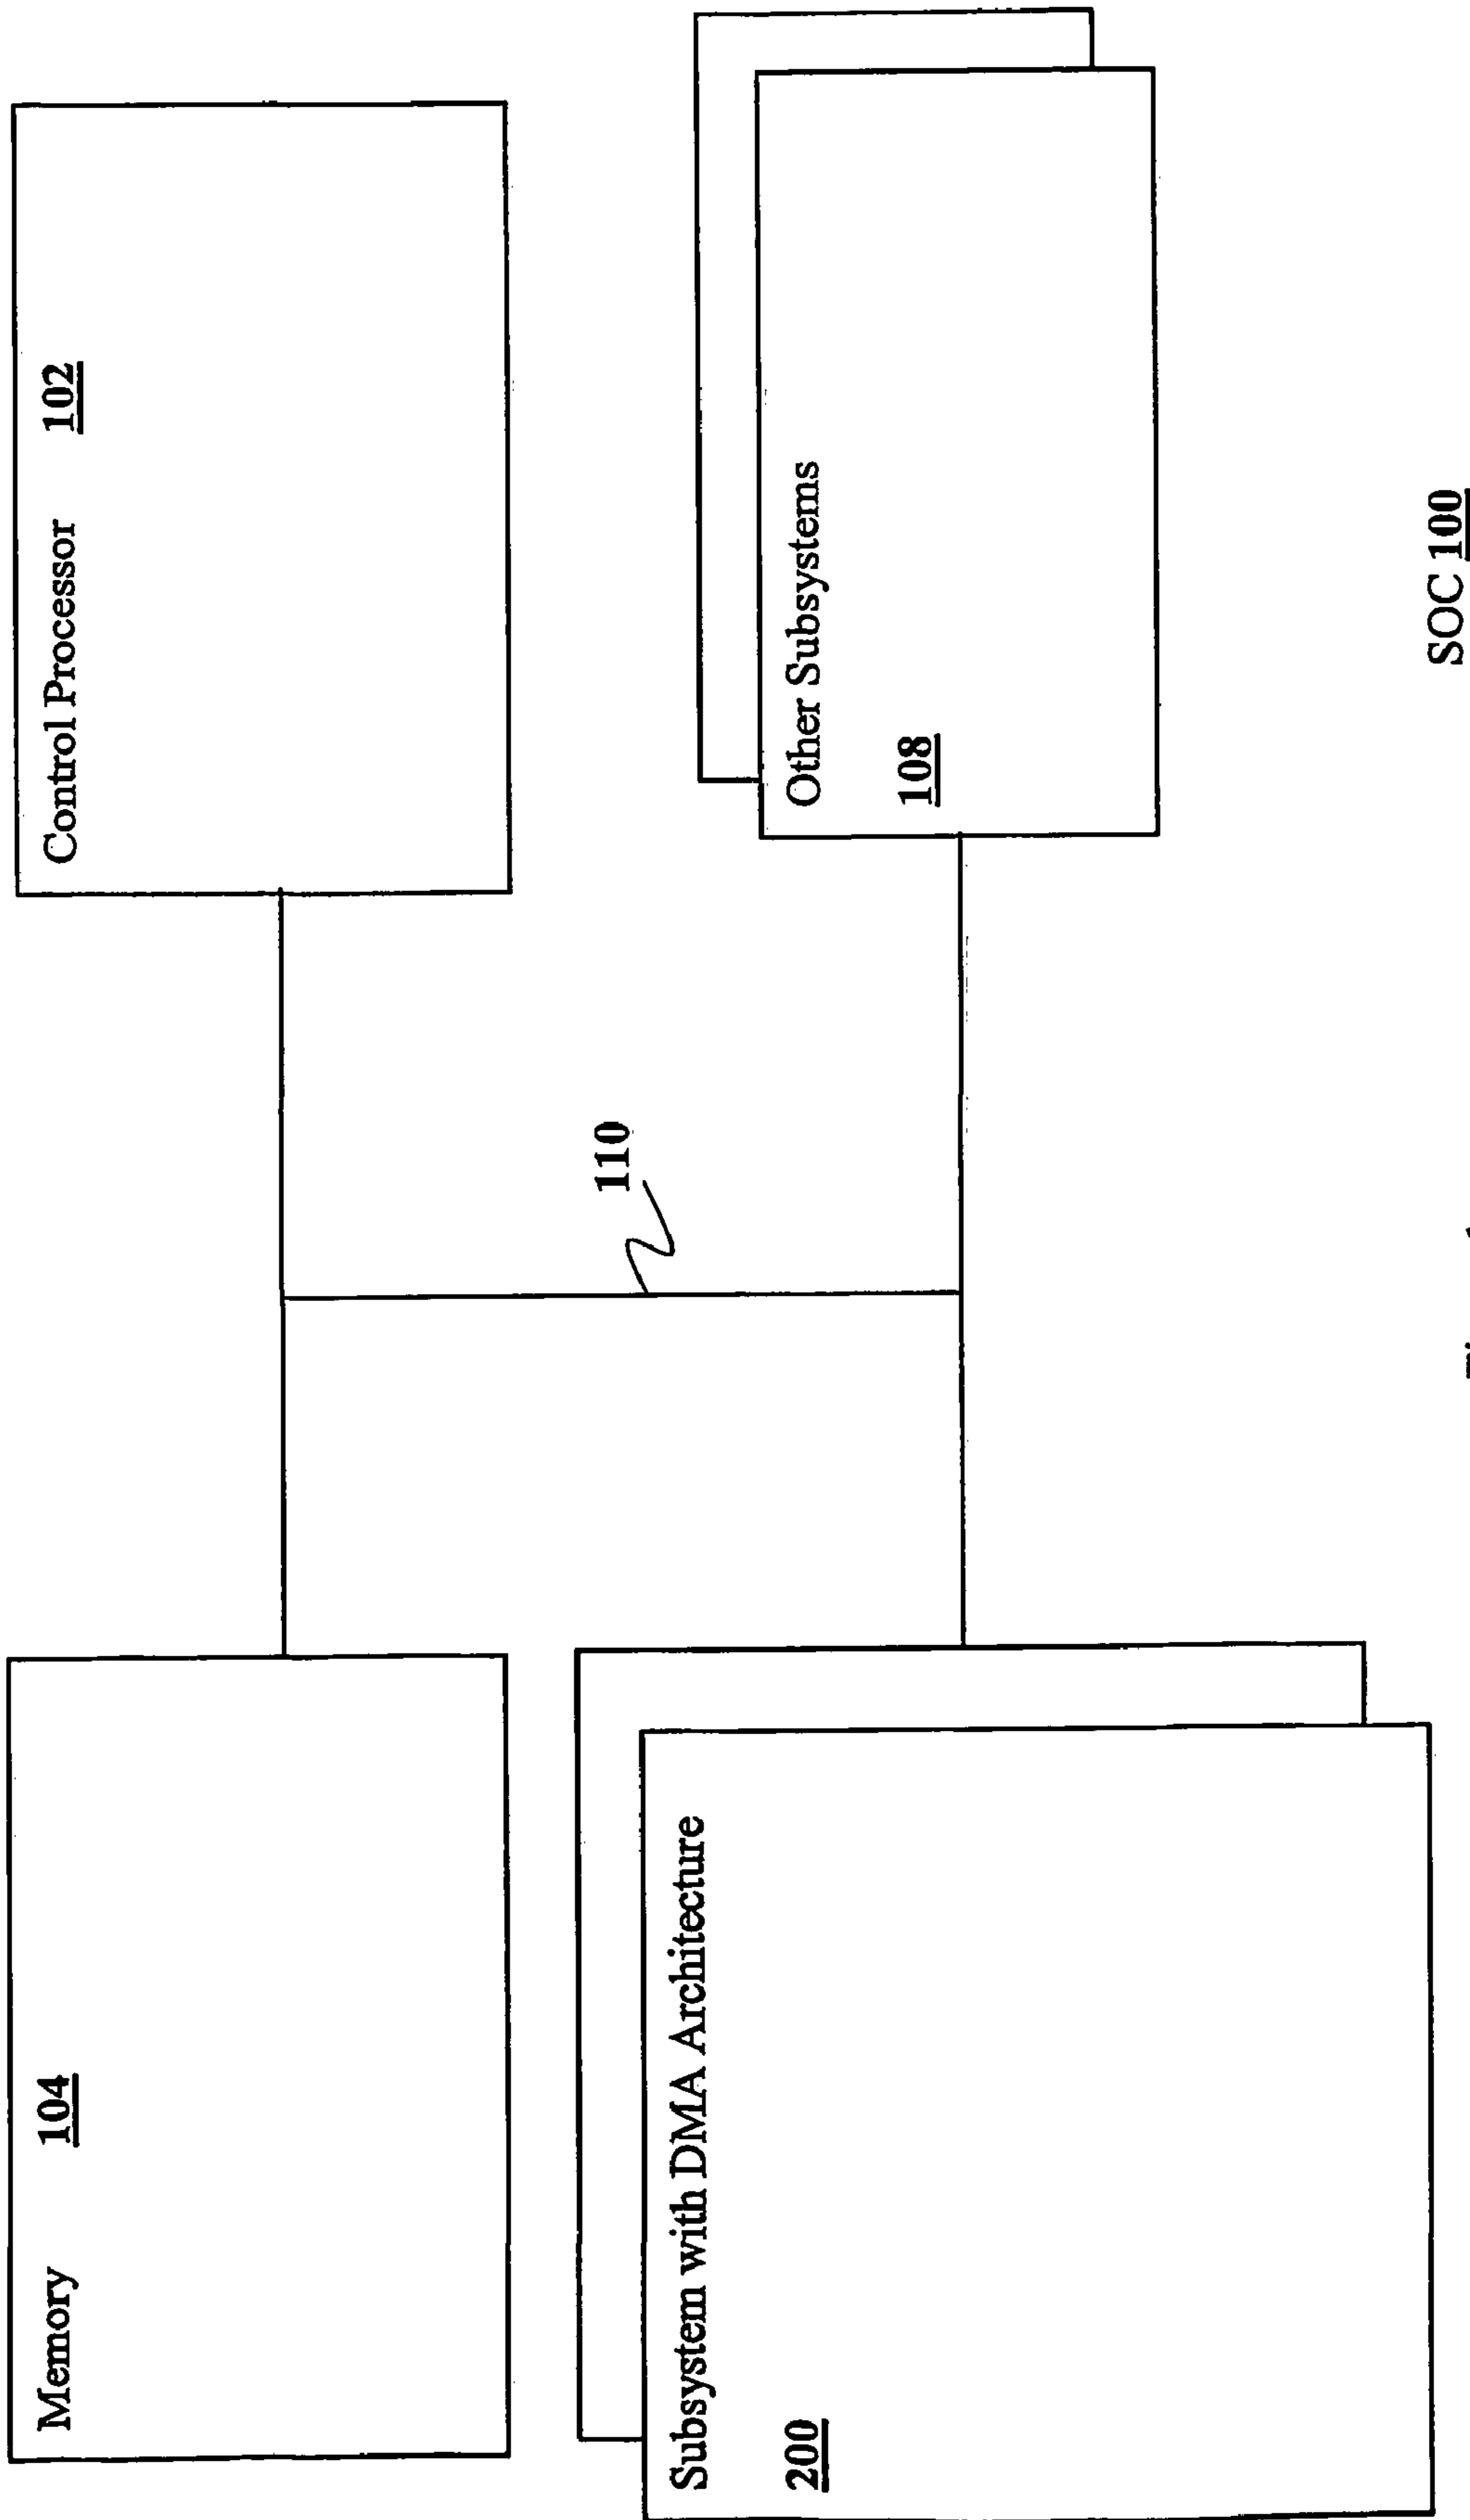 Memory 104
Control Processor 102
110
Subsystem with DMA Architecture
200
Other Subsystems
108
SOC 100